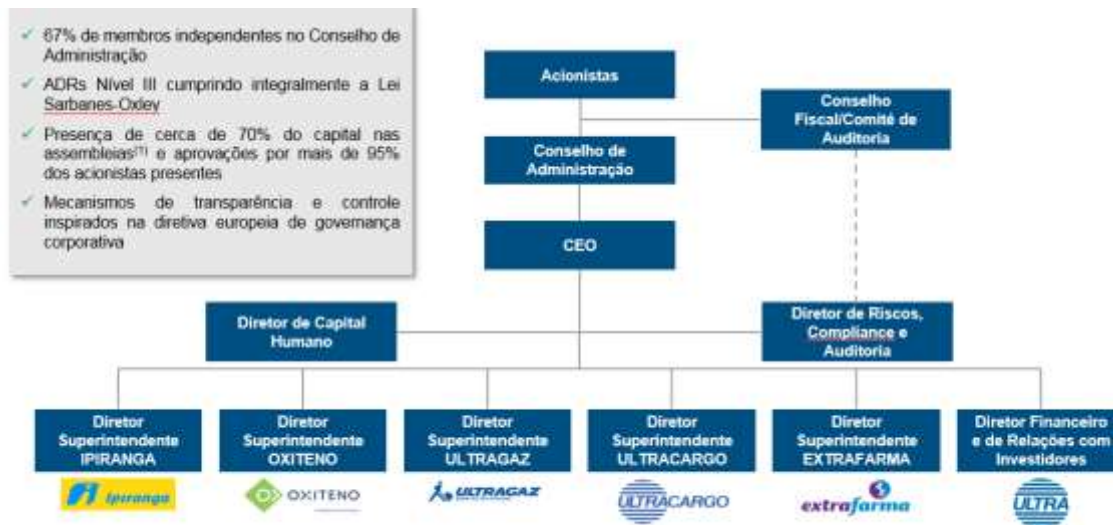 67% de membros independentes no Conselho de
Administração
ADRs Nível III cumprindo integralmente a Lei
Sarbanes-Oxley
Presença de cerca de 70% do capital nas
assembleias(1) e aprovações por mais de 95%
dos acionistas presentes
Mecanismos de transparência e controle
inspirados na diretiva europeia de governança
corporativa
Acionistas
Conselho
Fiscal/Comitê de
Auditoria
Conselho de
Administração
CEO
Diretor de Capital
Humano
Diretor de Riscos,
Compliance e
Auditoria
Diretor
Superintendente
IPIRANGA
Diretor
Superintendente
OXITENO
Diretor
Superintendente
ULTRAGAZ
Diretor
Superintendente
ULTRACARGO
Diretor
Superintendente
EXTRAFARMA
Diretor Financeiro
e de Relações com
Investidores
Ipiranga
OXITENO
ULTRAGAZ
ULTRACARGO
extrafarma
ULTRA